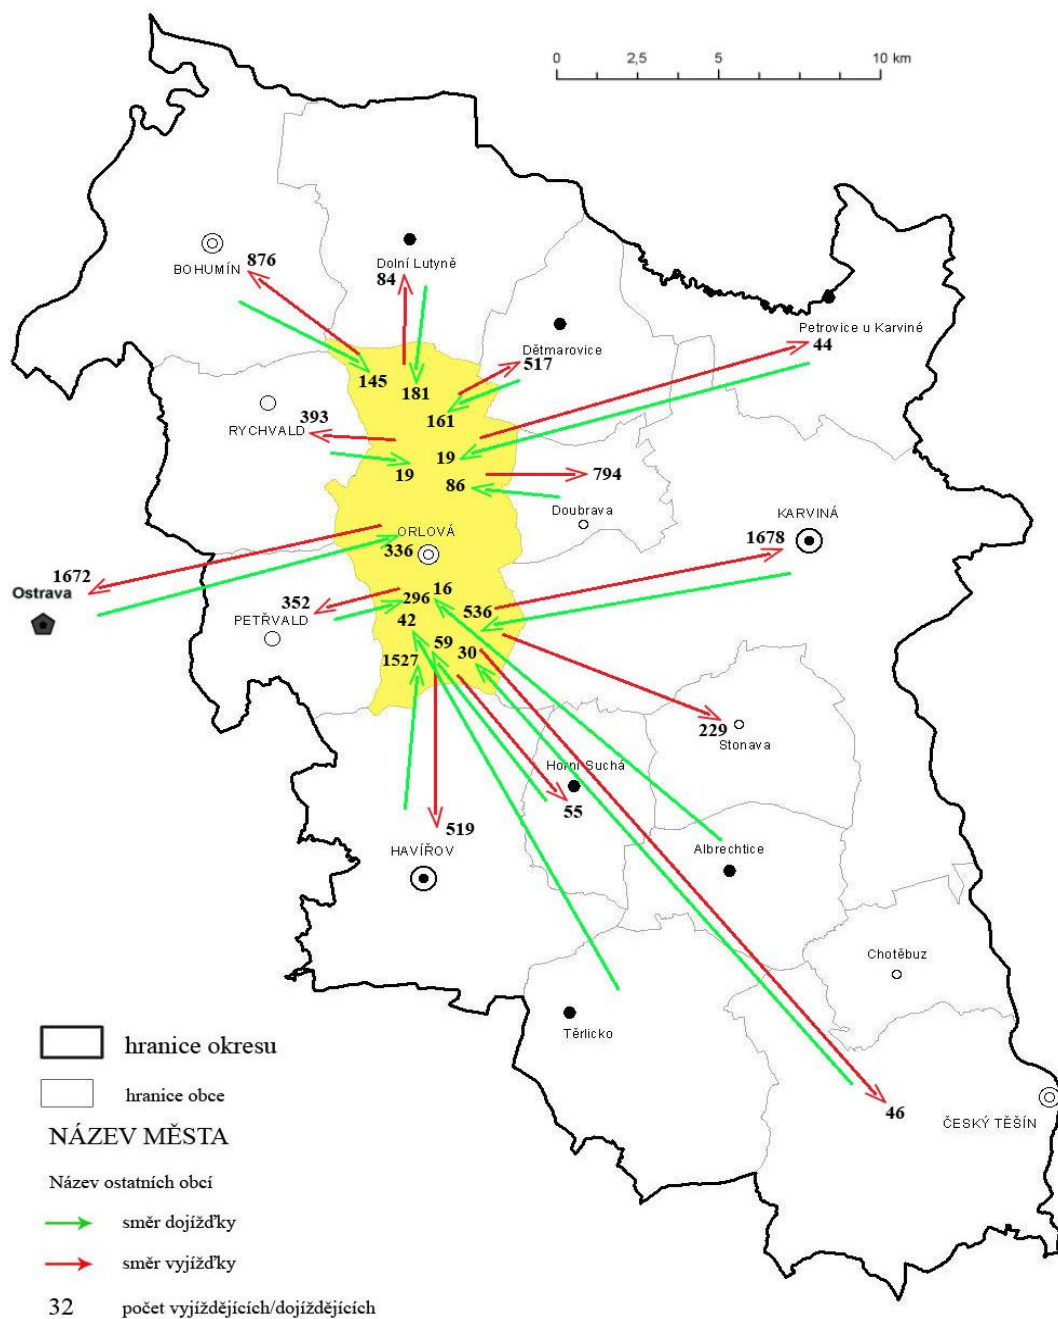 0 2,5 5 10 km
BOHUMÍN
876
Dolní Lutyně
84
Dětmarovice
517
Petrovice u Karviné
44
145
181
161
RYCHVALD
393
19
19
86
794
Doubrava
KARVINÁ
1678
ORLOVÁ
336
1672
Ostrava
352
PETŘVALD
296
16
42
536
59
30
1527
229
Stonava
Horní Suchá
55
519
HAVÍŘOV
Albrechtice
Chotěbuz
Těrlicko
46
ČESKÝ TĚŠÍN
hranice okresu
hranice obce
NÁZEV MĚSTA
Název ostatních obcí
směr dojížďky
směr vyjížďky
32 počet vyjíždějících/dojíždějících